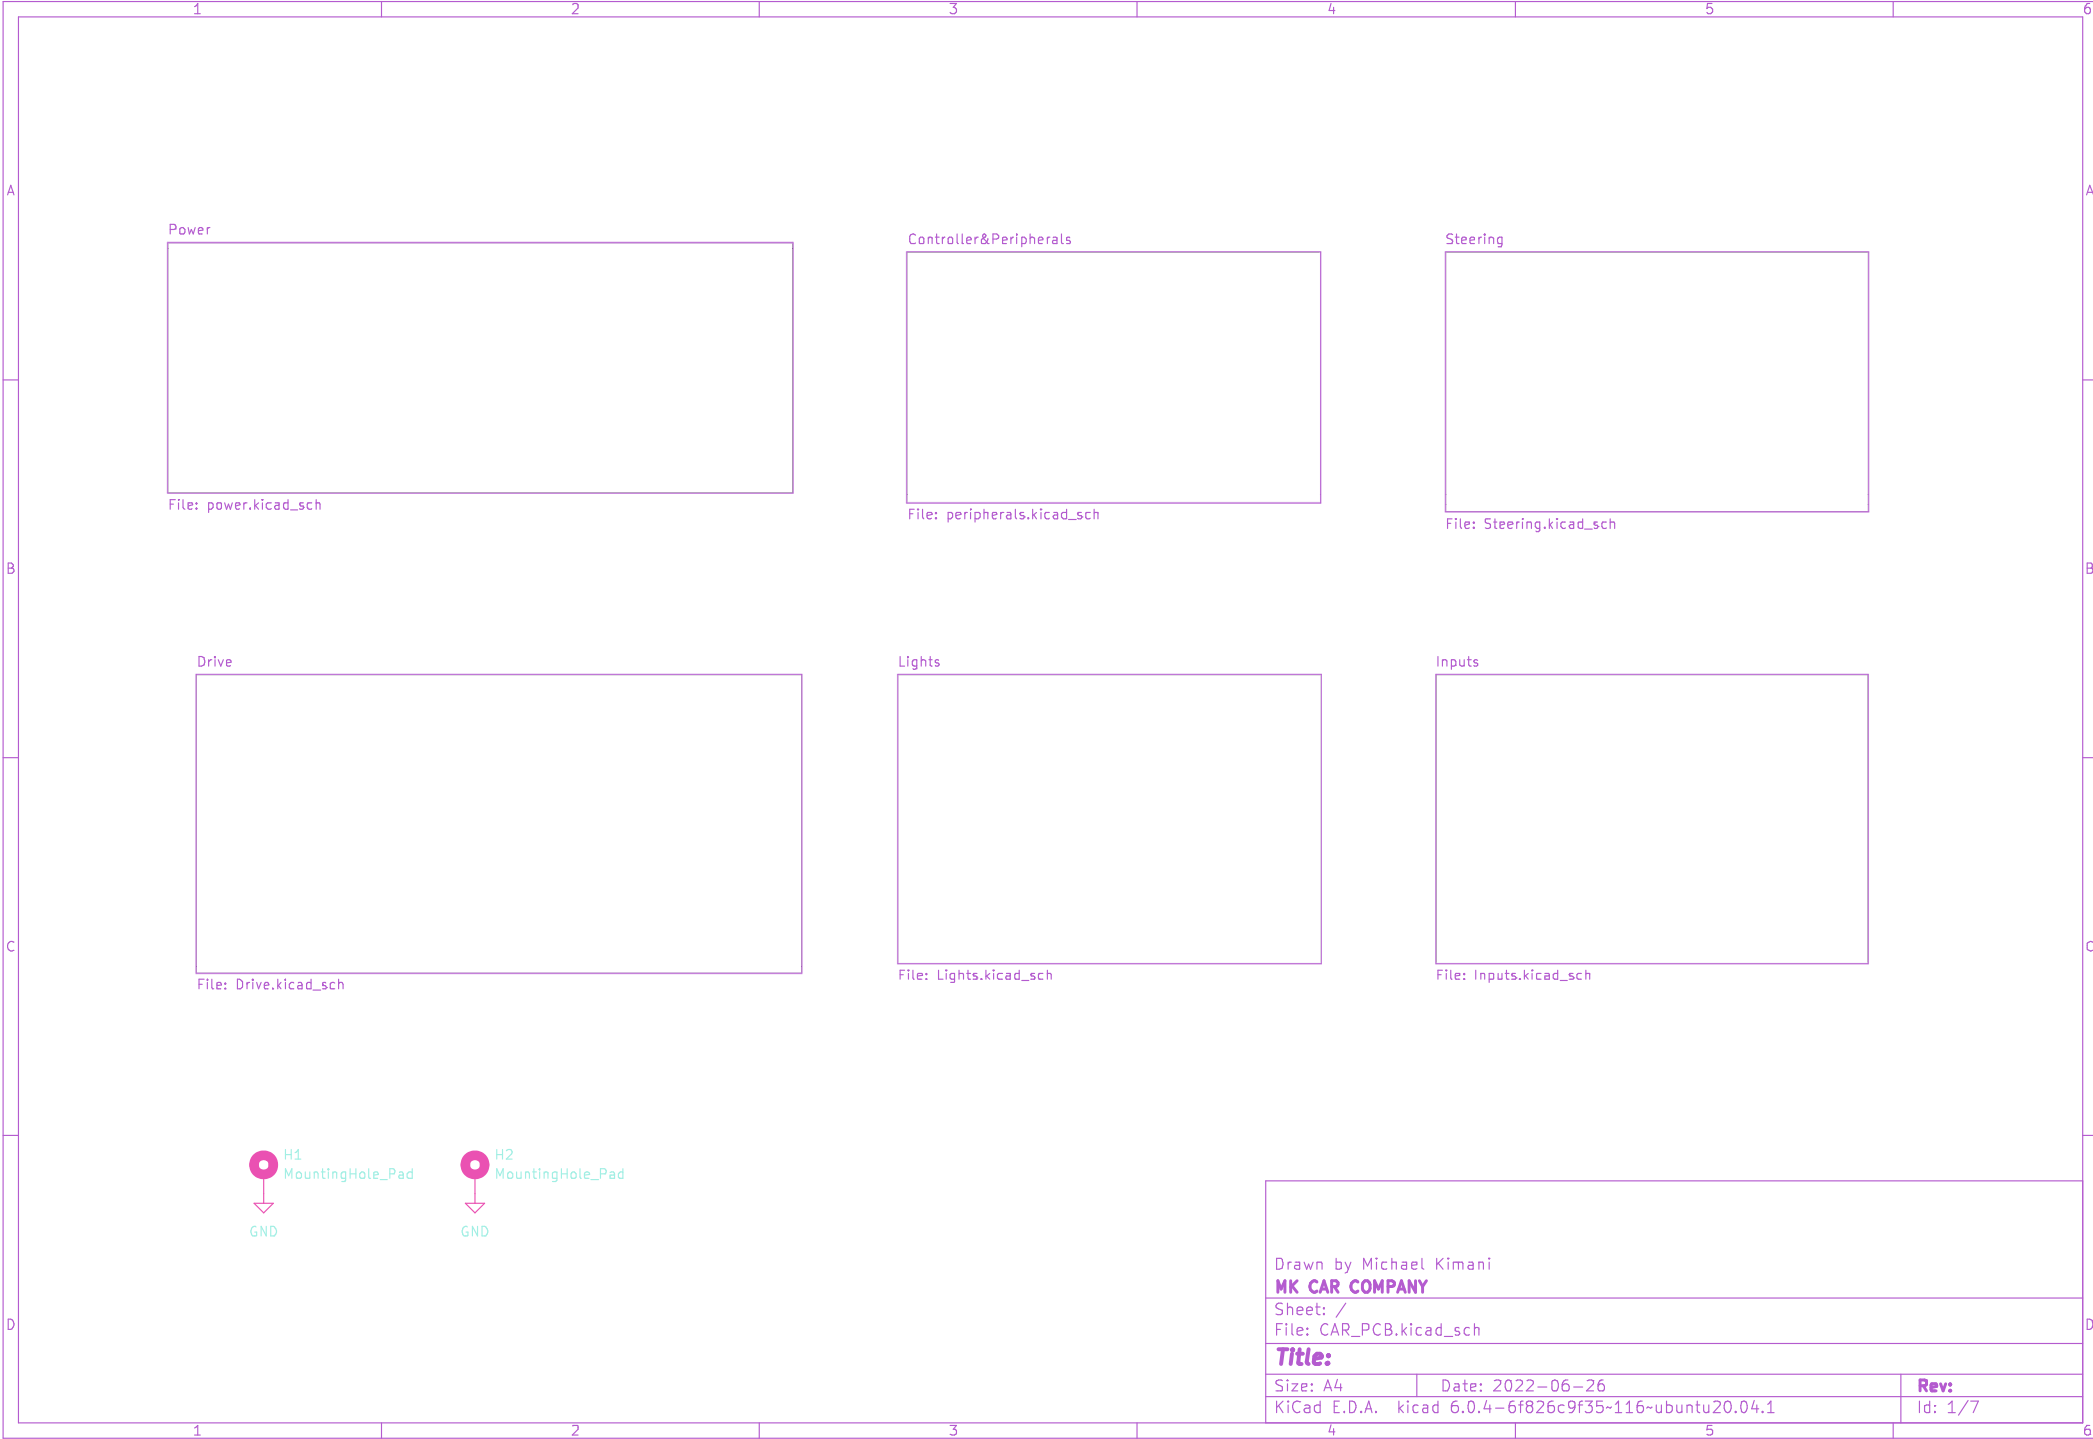 1 2 3 4 5 6
A A
Power
Controller&Peripherals
Steering
File: power.kicad_sch
File: peripherals.kicad_sch
File: Steering.kicad_sch
B B
Drive
Lights
Inputs
C C
File: Drive.kicad_sch
File: Lights.kicad_sch
File: Inputs.kicad_sch
H1
MountingHole_Pad
GND
H2
MountingHole_Pad
GND
Drawn by Michael Kimani
MK CAR COMPANY
Sheet: /
File: CAR_PCB.kicad_sch
D D
Title:
Size: A4
Date: 2022-06-26
Rev:
KiCad E.D.A. kicad 6.0.4-6f826c9f35~116~ubuntu20.04.1
Id: 1/7
1 2 3 4 5 6